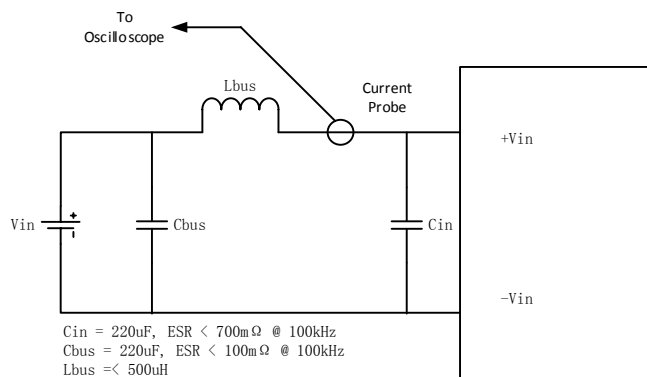 To
Oscilloscope
Lbus
Current
Probe
+Vin
Vin
+
-
Cbus
Cin
-Vin
Cin = 220uF, ESR < 700mΩ @ 100kHz
Cbus = 220uF, ESR < 100mΩ @ 100kHz
Lbus =< 500uH